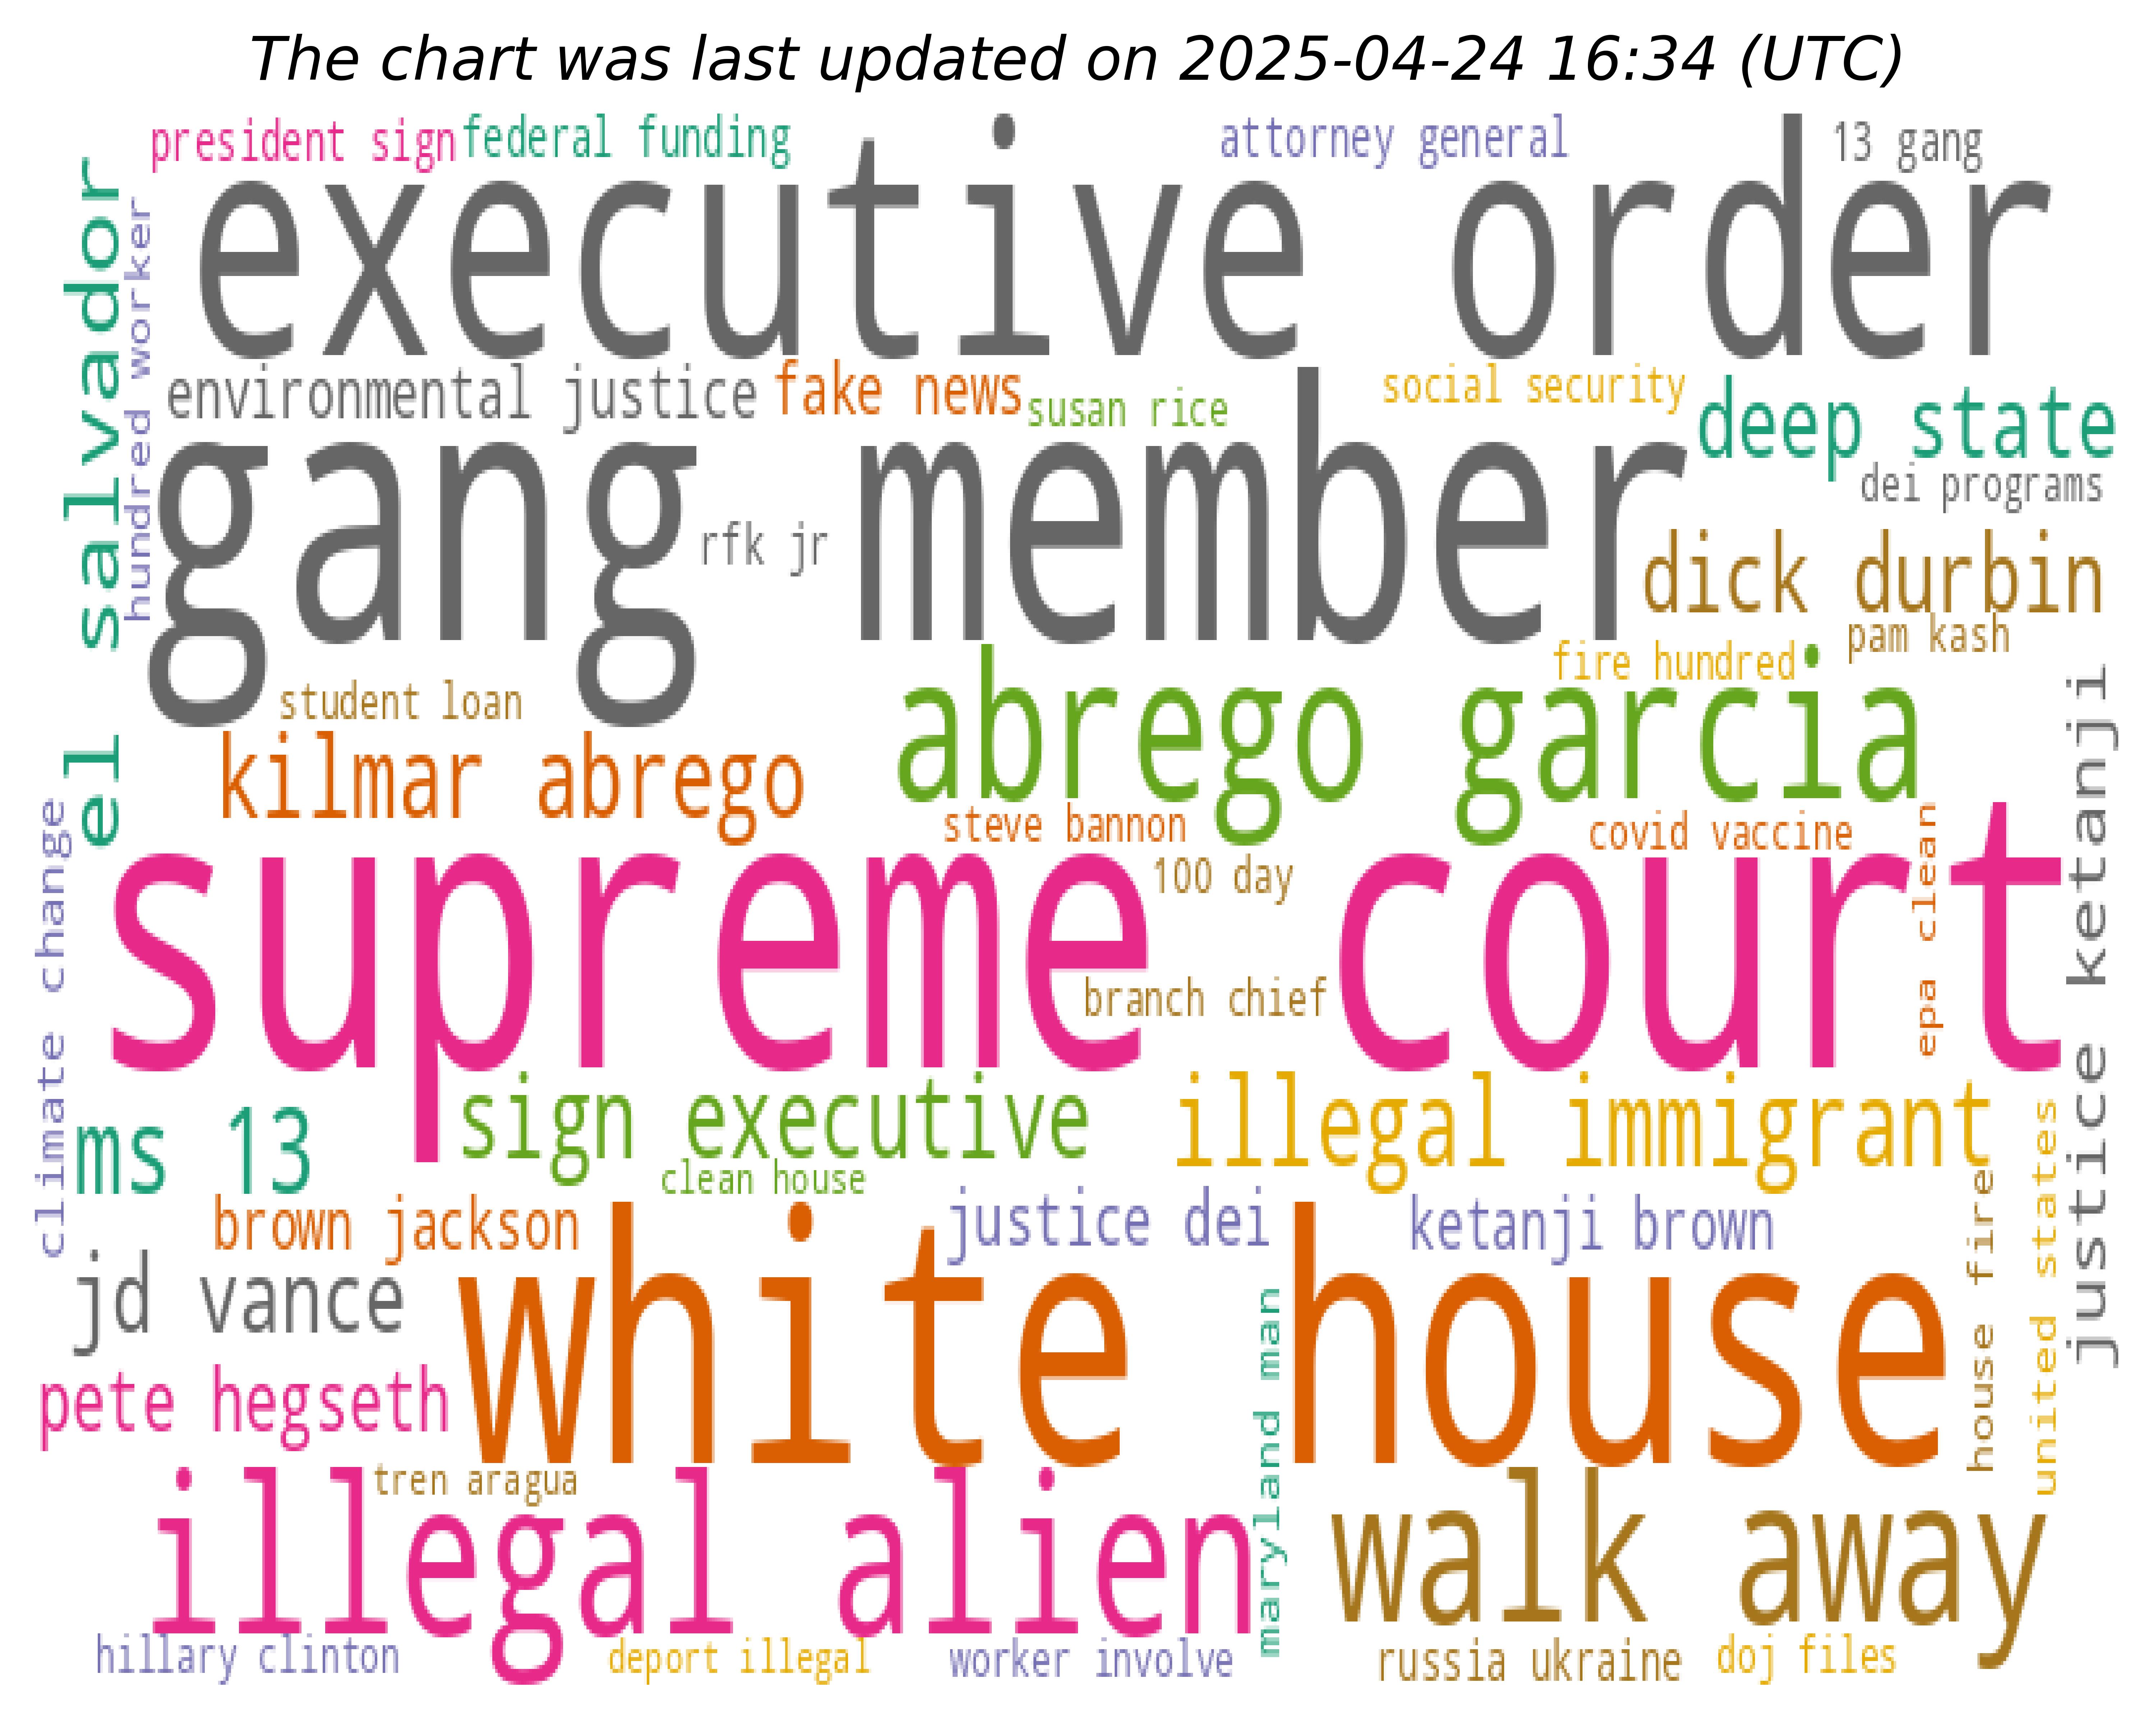 The chart was last updated on 2025-04-24 16:34 (UTC)
president sign
federal funding
attorney general
13 gang
executive order
el salvador
hundred worker
environmental justice
fake news
susan rice
social security
deep state
dei programs
gang member
rfk jr
dick durbin
pam kash
fire hundred
student loan
abrego garcia
kilmar abrego
steve bannon
covid vaccine
justice ketanji
climate change
supreme court
100 day
epa clean
branch chief
ms 13
sign executive
illegal immigrant
clean house
brown jackson
justice dei
ketanji brown
house fire
united states
jd vance
white house
maryland man
pete hegseth
tren aragua
illegal alien
walk away
hillary clinton
deport illegal
worker involve
russia ukraine
doj files